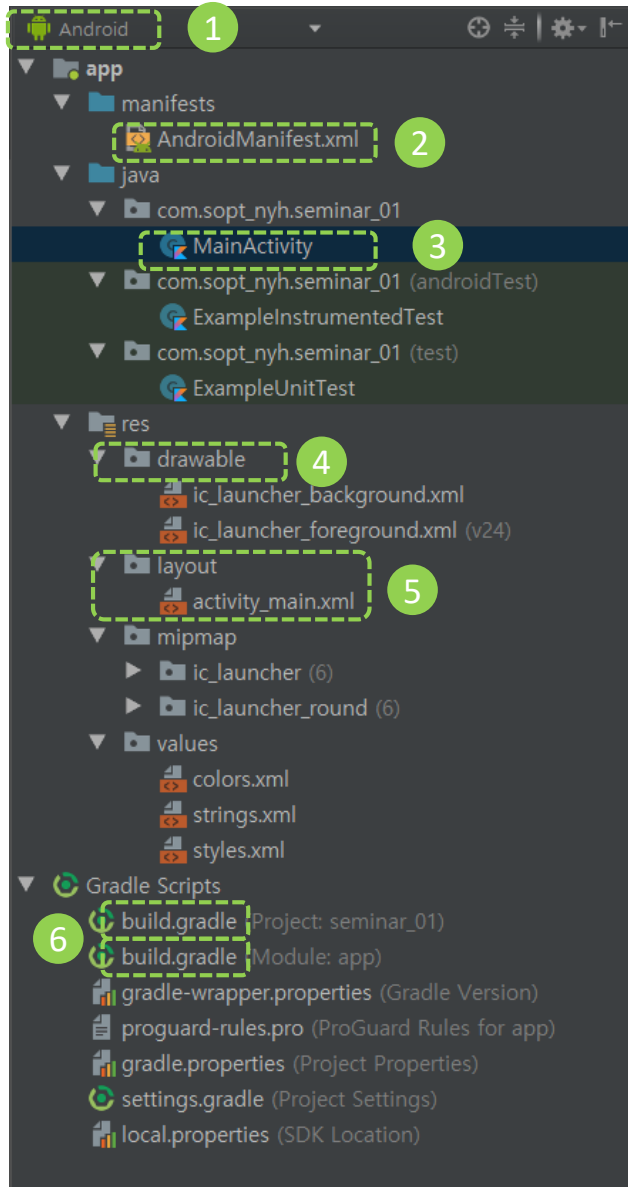 Android 1
app
manifests
AndroidManifest.xml 2
java
com.sopt_nyh.seminar_01
MainActivity 3
com.sopt_nyh.seminar_01 (androidTest)
ExampleInstrumentedTest
com.sopt_nyh.seminar_01 (test)
ExampleUnitTest
res
drawable 4
ic_launcher_background.xml
ic_launcher_foreground.xml (v24)
layout
activity_main.xml 5
mipmap
ic_launcher (6)
ic_launcher_round (6)
values
colors.xml
strings.xml
styles.xml
Gradle Scripts
6 build.gradle (Project: seminar_01)
build.gradle (Module: app)
gradle-wrapper.properties (Gradle Version)
proguard-rules.pro (ProGuard Rules for app)
gradle.properties (Project Properties)
settings.gradle (Project Settings)
local.properties (SDK Location)